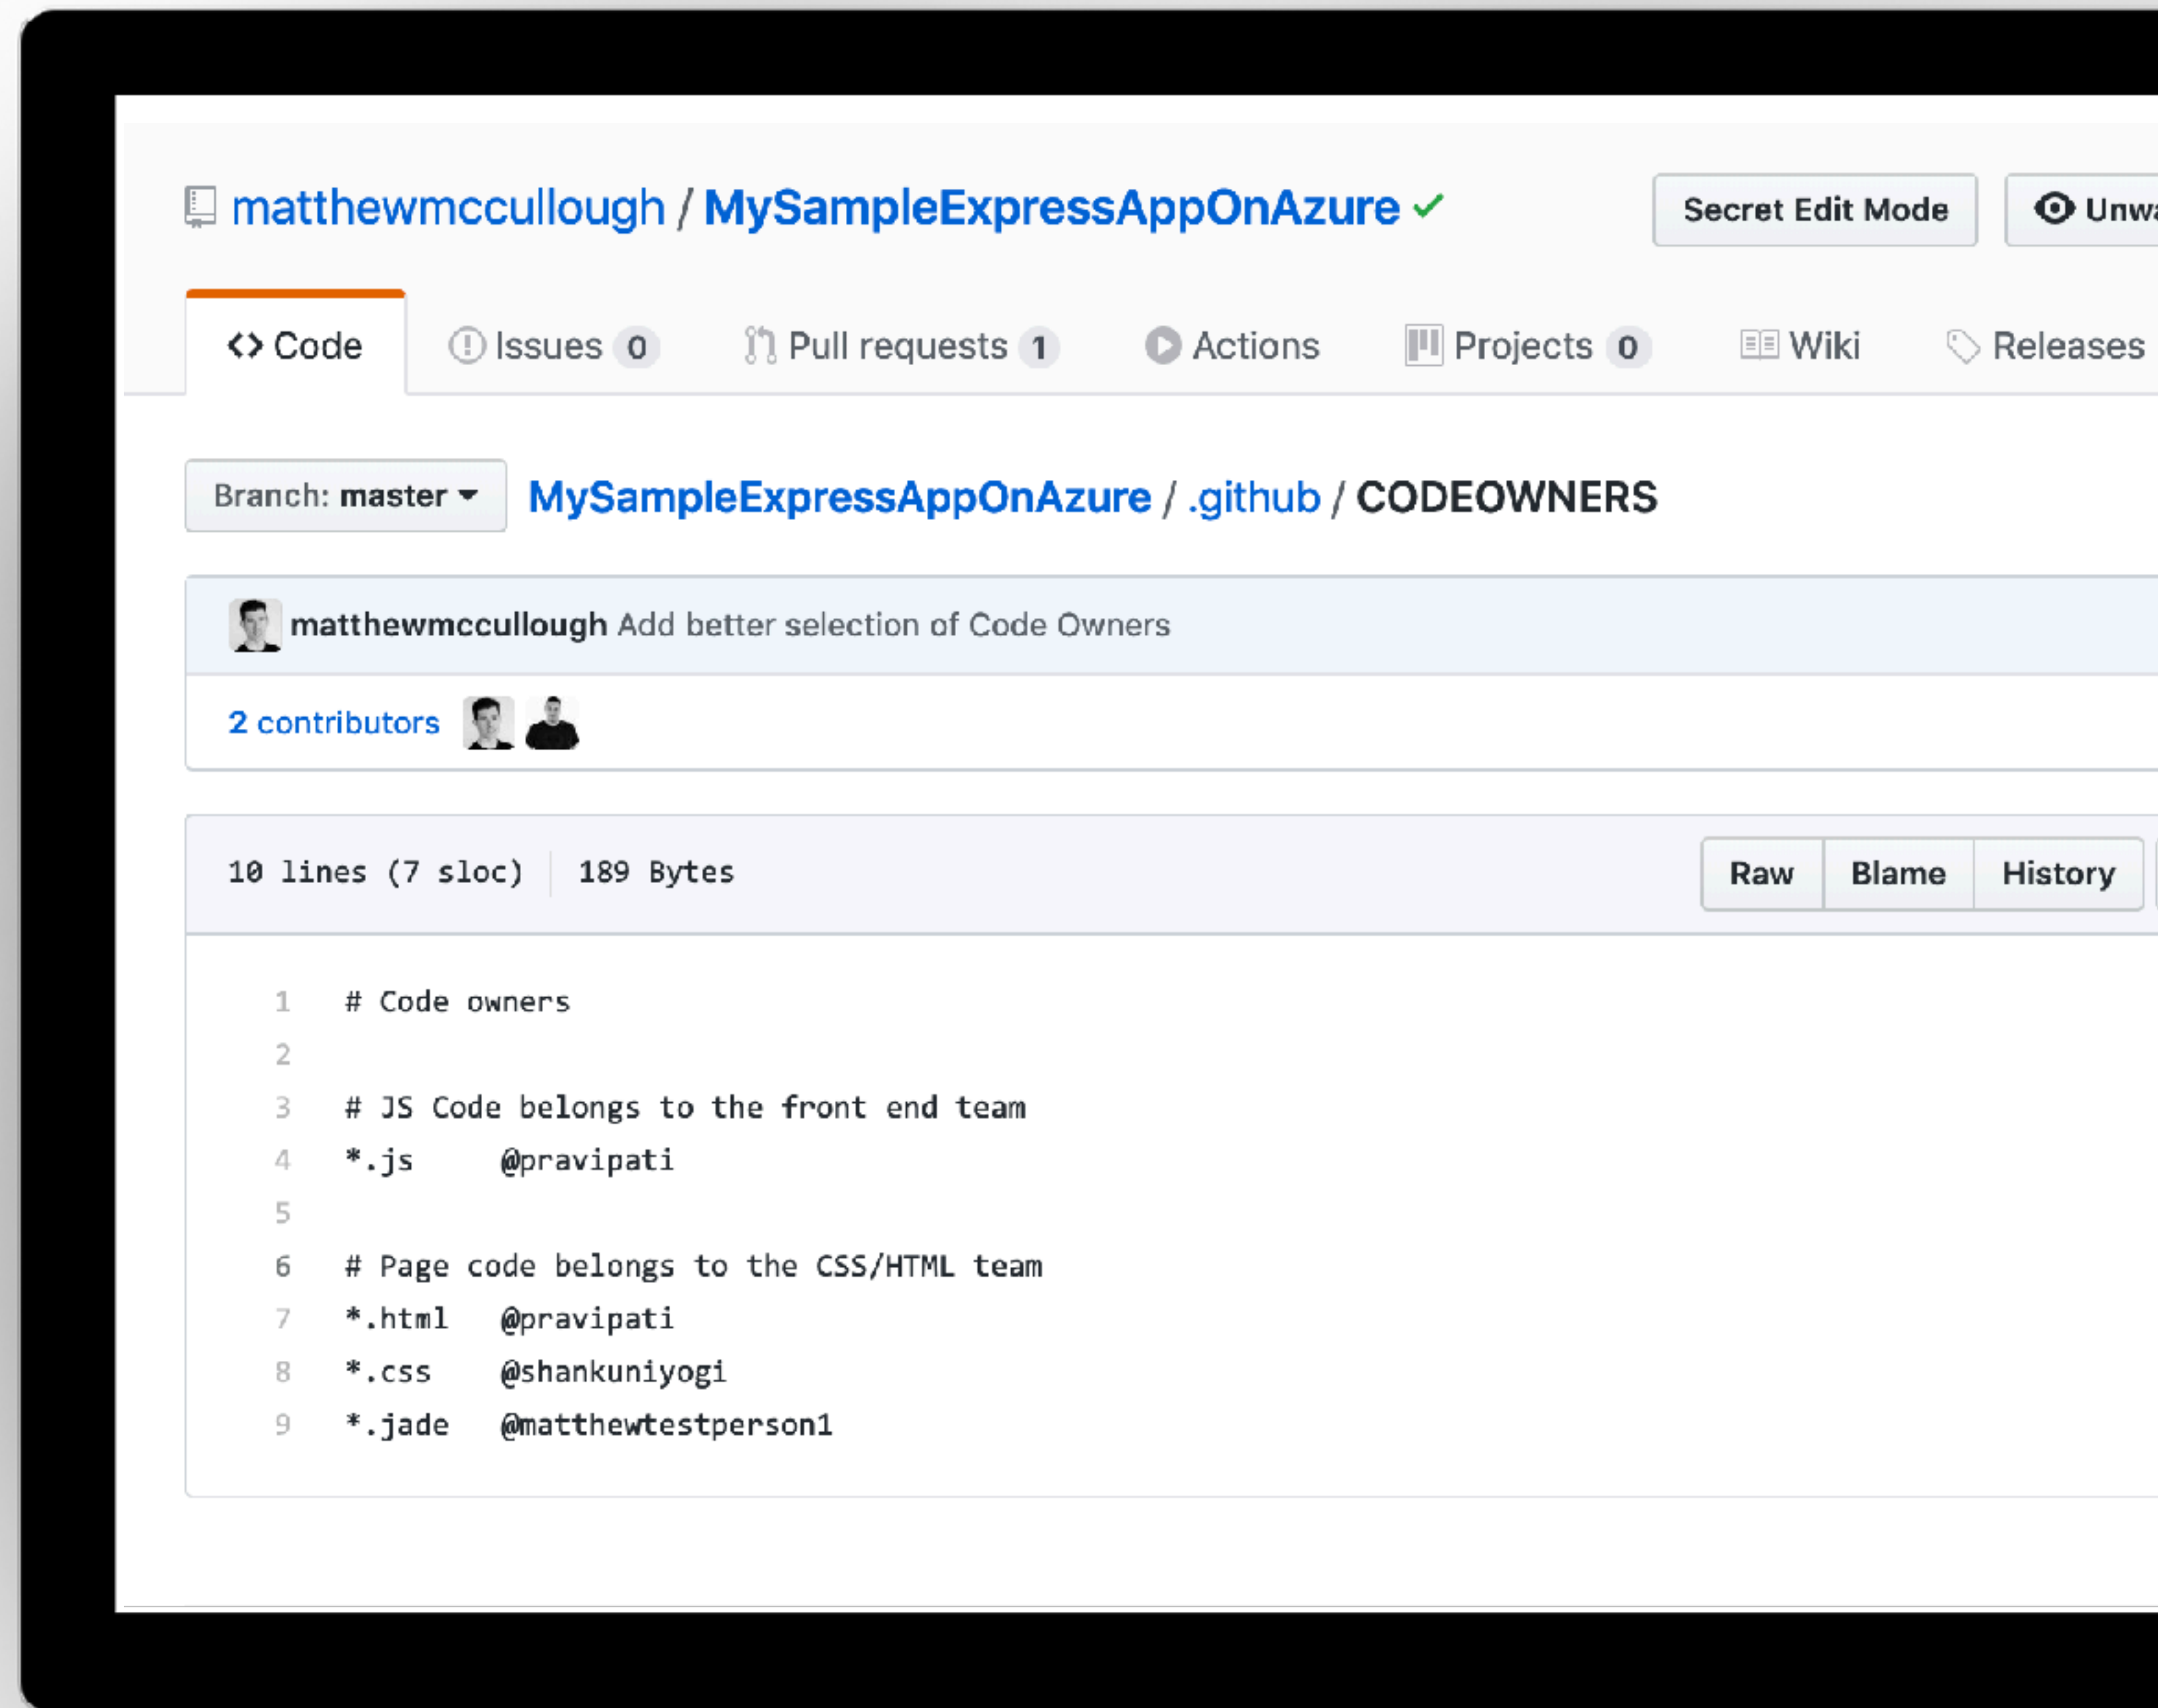 matthewmccullough / MySampleExpressAppOnAzure Secret Edit Mode
Code Issues 0 Pull requests 1 Actions Projects 0 Wiki Releases
Branch: master MySampleExpressAppOnAzure / .github / CODEOWNERS
matthewmccullough Add better selection of Code Owners
2 contributors
10 lines (7 sloc) 189 Bytes Raw Blame History
1 # Code owners
2
3 # JS Code belongs to the front end team
4 *.js @pravipati
5
6 # Page code belongs to the CSS/HTML team
7 *.html @pravipati
8 *.css @shankuniyogi
9 *.jade @matthewtestperson1